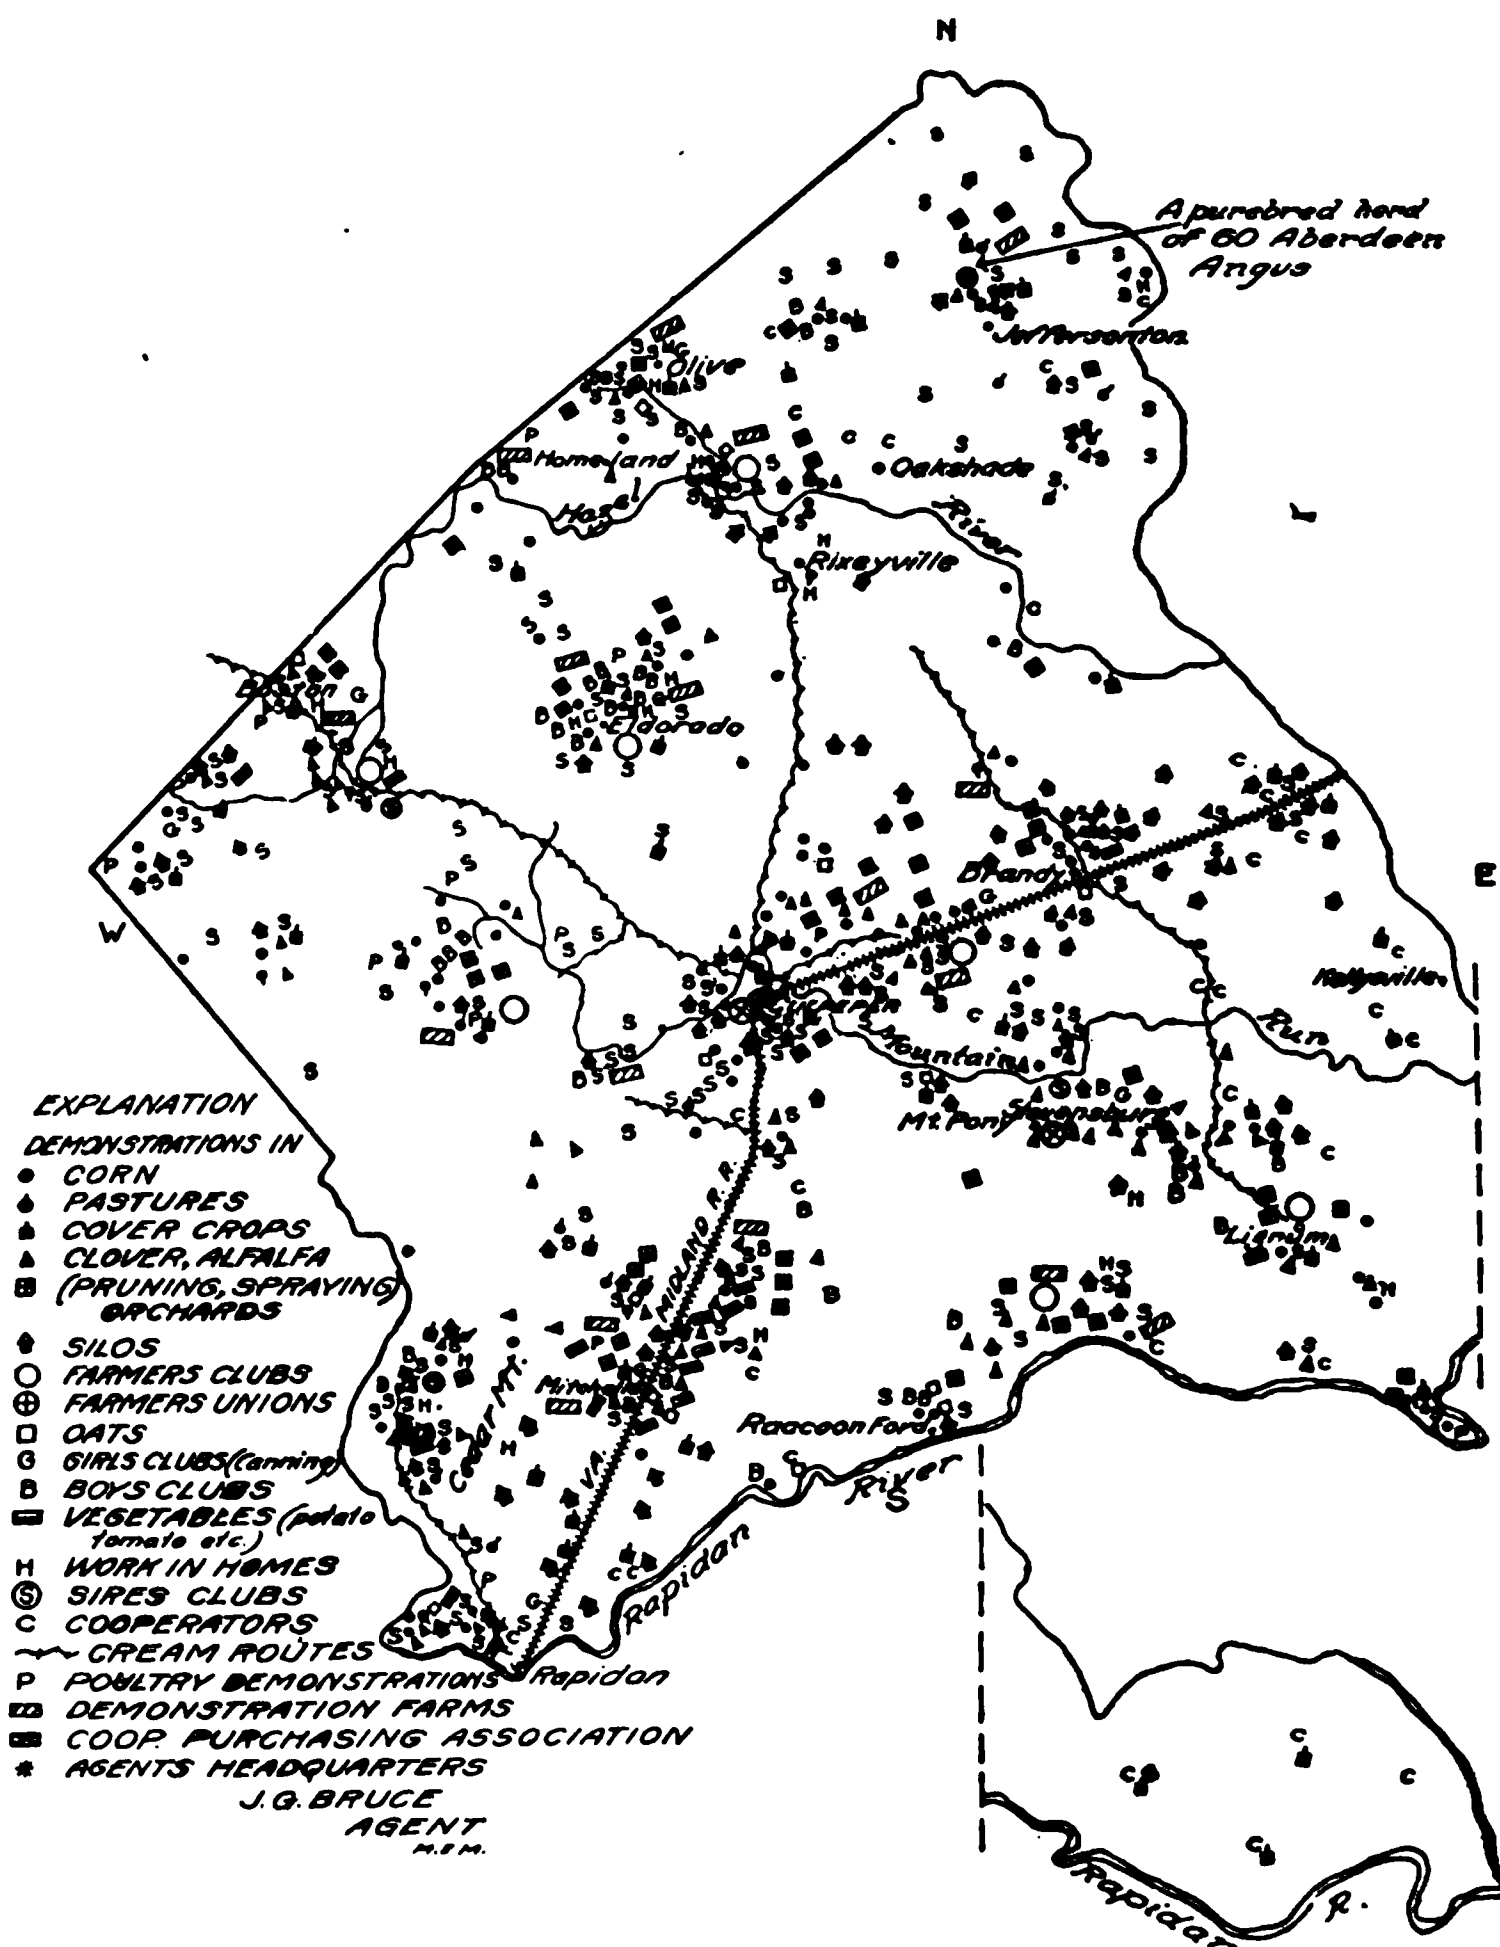 N
A purebred herd
of 60 Aberdeen
Angus
Jeffersonton
Olive
Homeland
Oakshade
River
Rixeyville
Boston
Eldorado
Brandy
E
W
Kellysville
Culpeper
Mountain
Run
Mt. Pony
Stevensburg
Lignum
MIDLAND R. R.
VA.
Mitchells
Cedar Mt.
Raccoon Ford
Rapidan
River
Rapidan
EXPLANATION
DEMONSTRATIONS IN
CORN
PASTURES
COVER CROPS
CLOVER, ALFALFA
(PRUNING, SPRAYING)
ORCHARDS
SILOS
FARMERS CLUBS
FARMERS UNIONS
OATS
G GIRLS CLUBS (Canning)
B BOYS CLUBS
VEGETABLES (potato
tomato etc.)
H WORK IN HOMES
S SIRES CLUBS
C COOPERATORS
CREAM ROUTES
P POULTRY DEMONSTRATIONS
DEMONSTRATION FARMS
COOP. PURCHASING ASSOCIATION
* AGENTS HEADQUARTERS
J. G. BRUCE
AGENT
Rapidan
R.